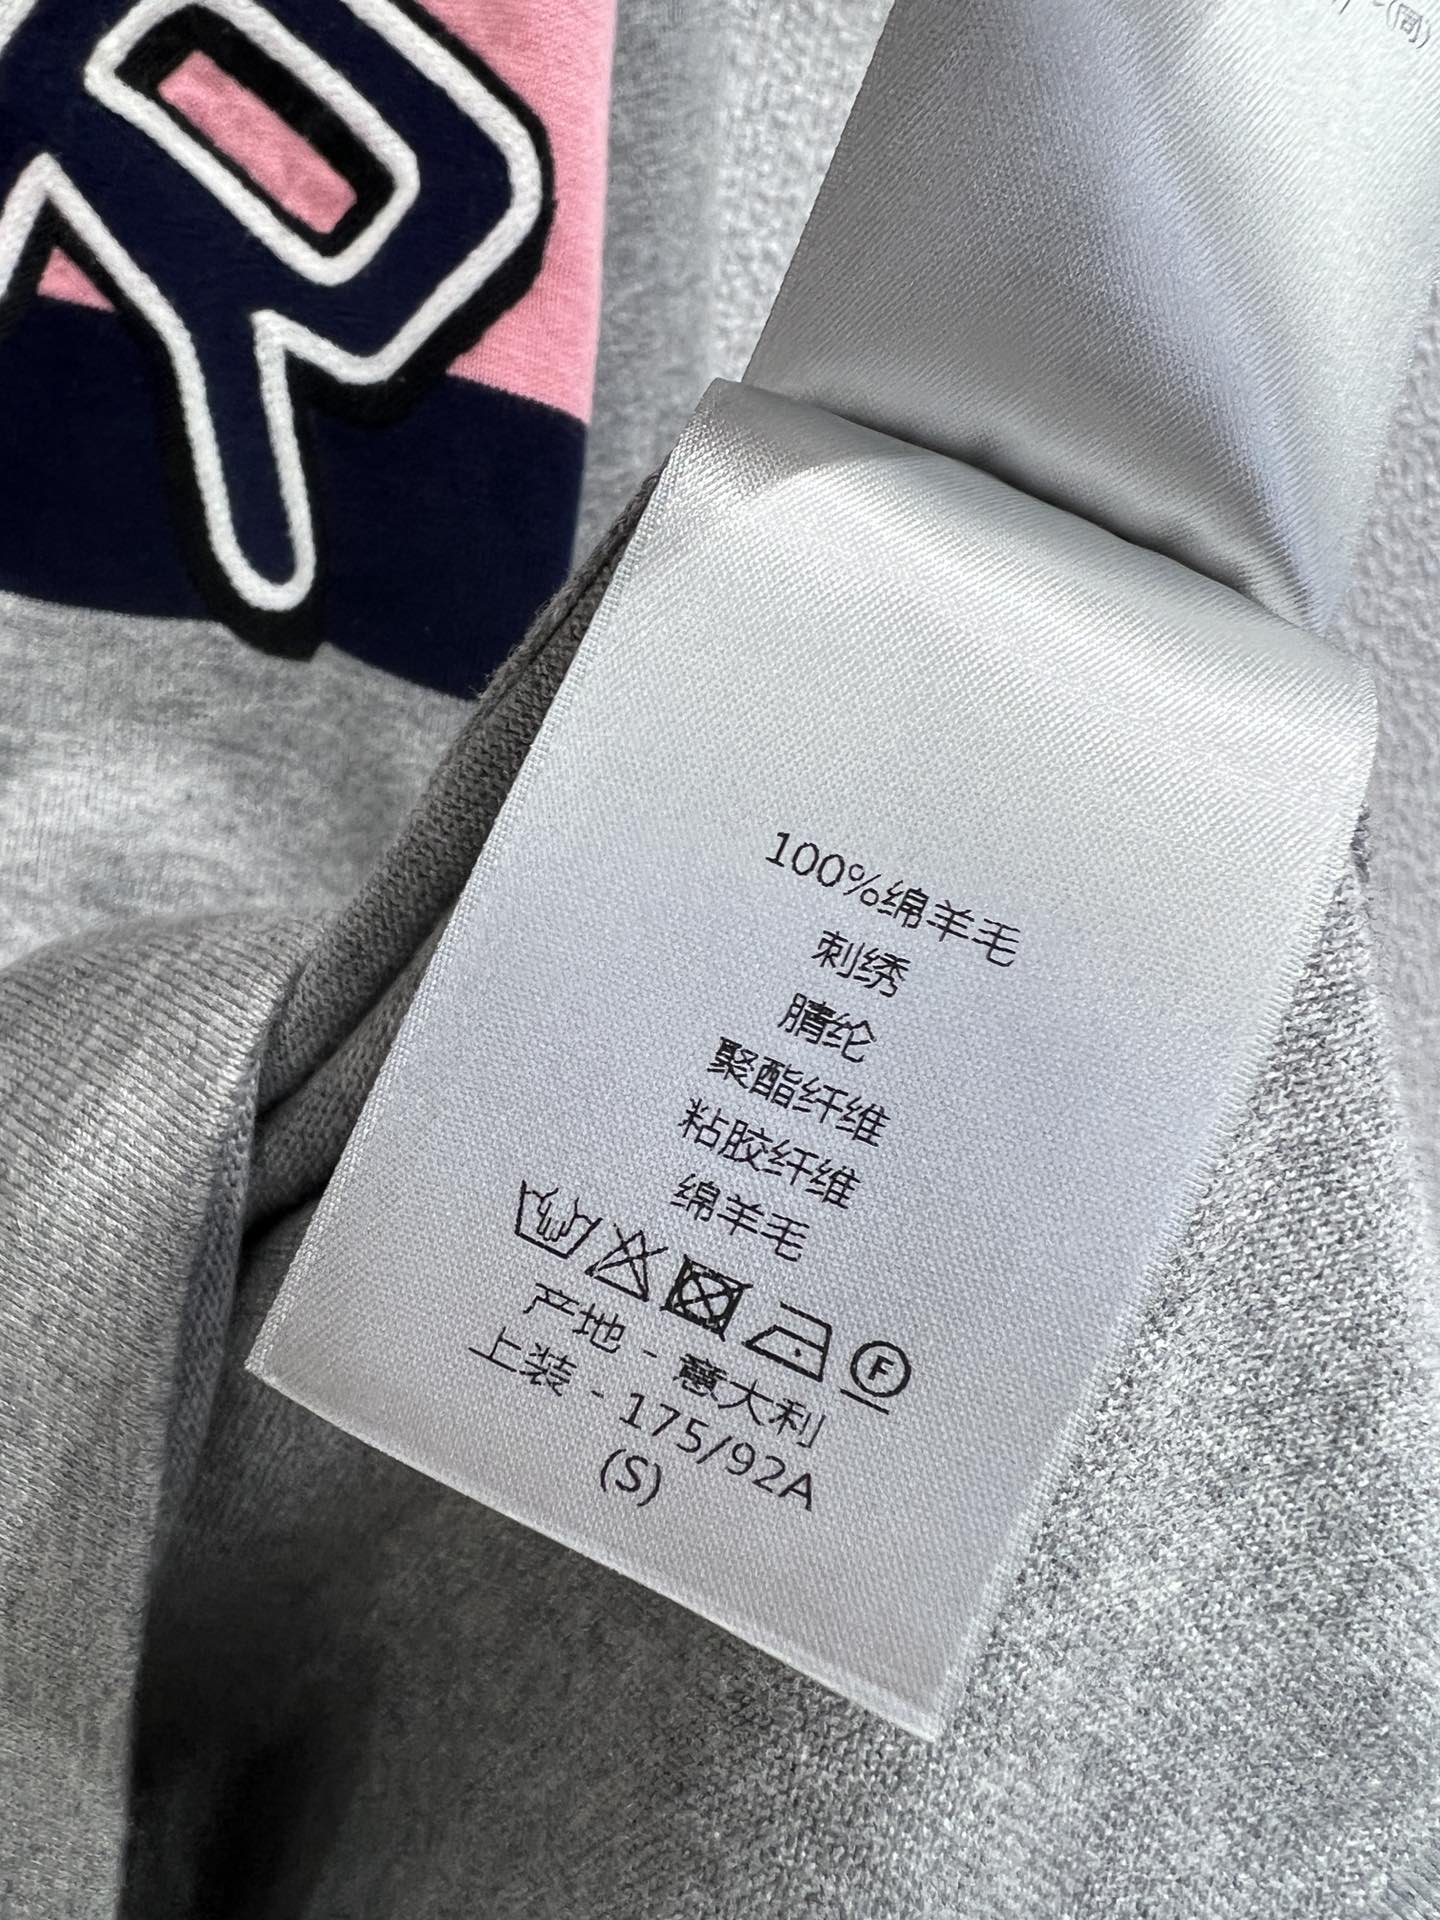 100%绵羊毛
刺绣
腈纶
聚酯纤维
粘胶纤维
绵羊毛
F
产地 - 意大利
上装 - 175/92A
(S)
R